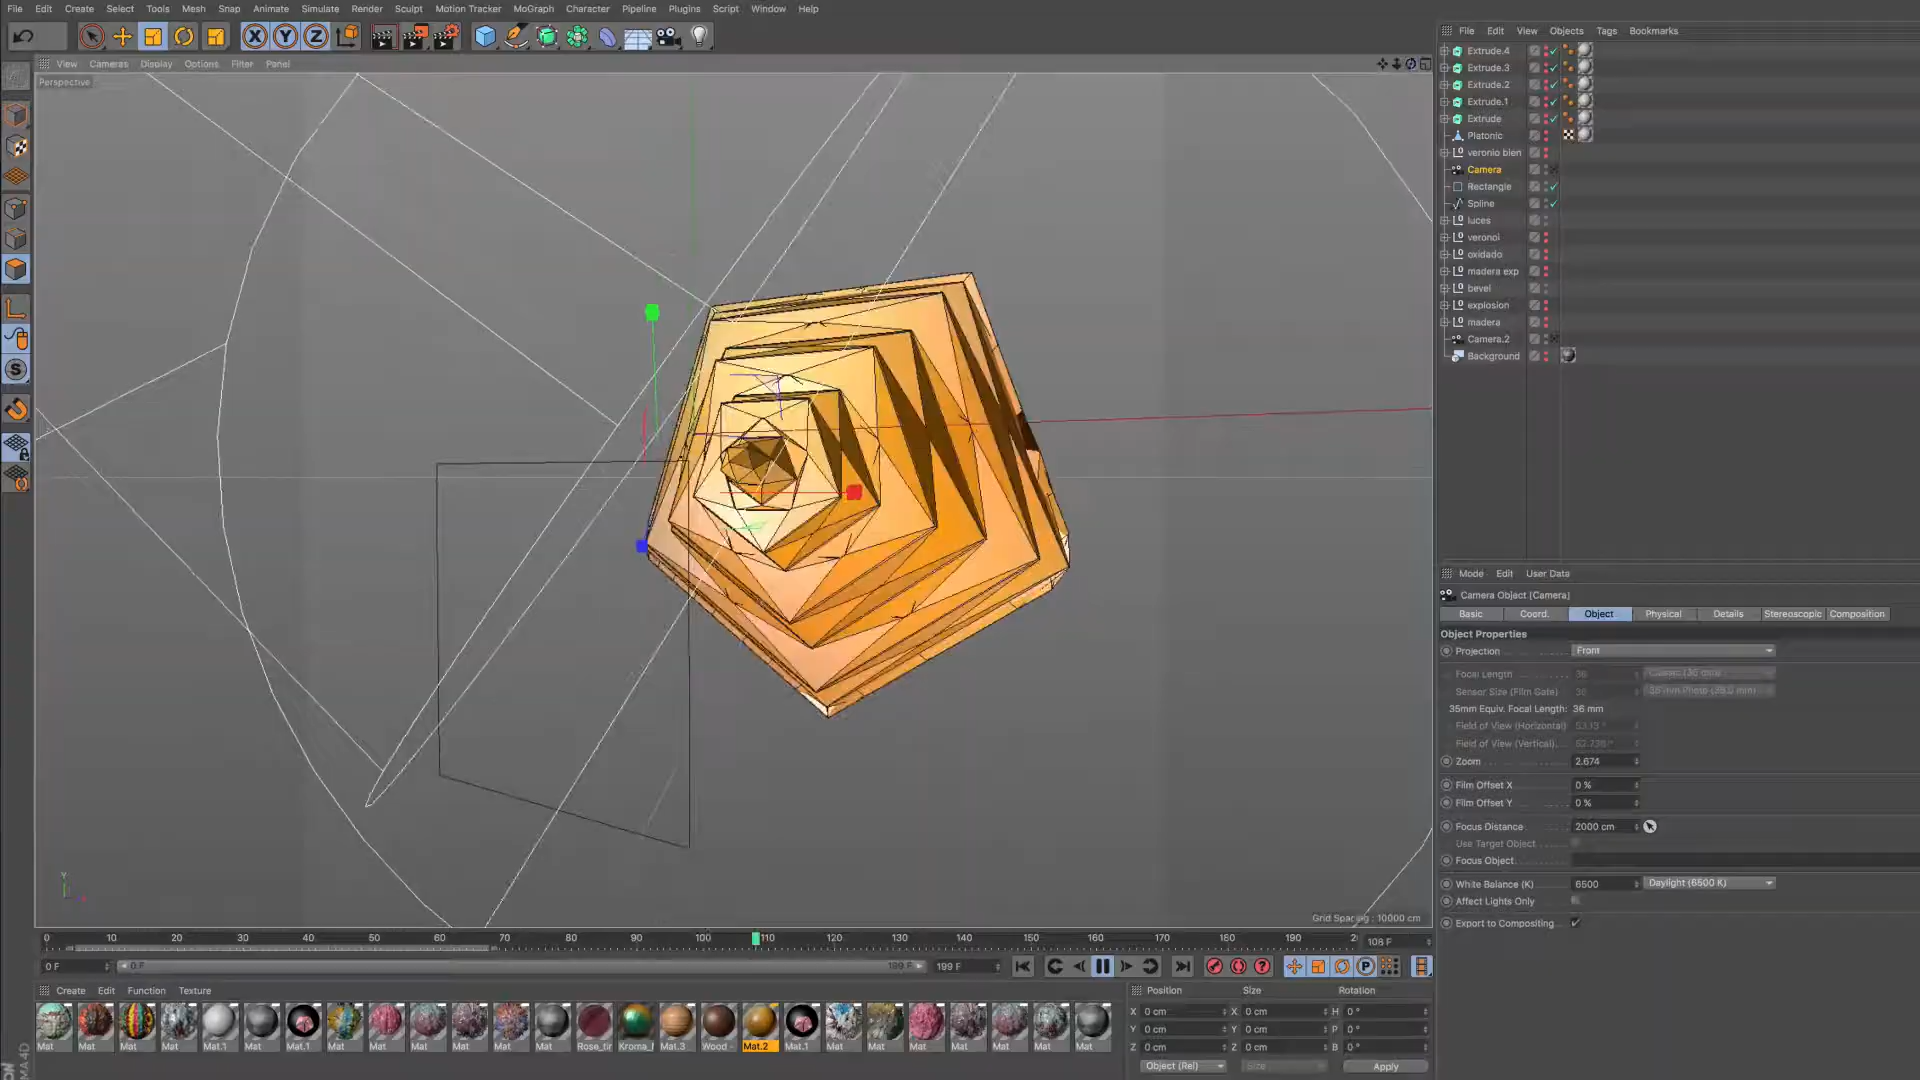 File Edit Create Select Tools Mesh Snap Animate Simulate Render Sculpt Motion Tracker MoGraph Character Pipeline Plugins Script Window Help
View Cameras Display Options Filter Panel
Perspective
Grid Spacing : 10000 cm
0 10 20 30 40 50 60 70 80 90 100 110 120 130 140 150 160 170 180 190 2
108 F
0 F 0 F 199 F 199 F
Create Edit Function Texture
Mat Mat Mat Mat Mat.1 Mat Mat.1 Mat Mat Mat Mat Mat Mat Rose_tir Kroma_l Mat.3 Wood - Mat.2 Mat.1 Mat Mat Mat Mat Mat Mat Mat
File Edit View Objects Tags Bookmarks
Extrude.4
Extrude.3
Extrude.2
Extrude.1
Extrude
Platonic
veronio bien
Camera
Rectangle
Spline
luces
veronoi
oxidado
madera exp
bevel
explosion
madera
Camera.2
Background
Mode Edit User Data
Camera Object [Camera]
Basic Coord. Object Physical Details Stereoscopic Composition
Object Properties
Projection Front
Focal Length 36
Sensor Size (Film Gate) 36
35mm Equiv. Focal Length: 36 mm
Field of View (Horizontal)
Field of View (Vertical)
Zoom 2.674
Film Offset X 0 %
Film Offset Y 0 %
Focus Distance 2000 cm
Use Target Object
Focus Object
White Balance (K) 6500 Daylight (6500 K)
Affect Lights Only
Export to Compositing
Position Size Rotation
X 0 cm X 0 cm H 0 °
Y 0 cm Y 0 cm P 0 °
Z 0 cm Z 0 cm B 0 °
Object (Rel) Size Apply